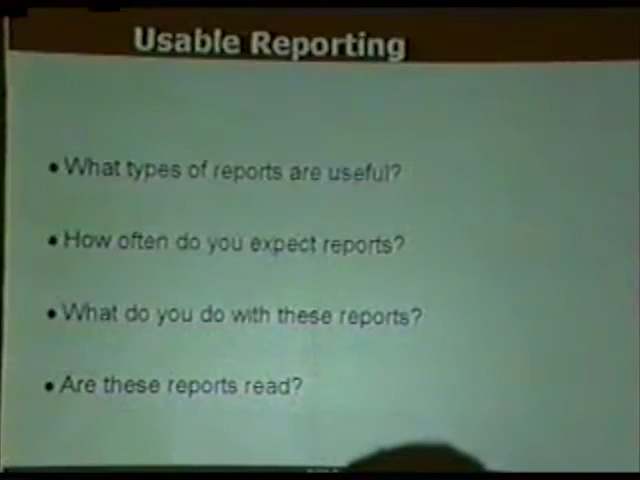 Usable Reporting
• What types of reports are useful?
• How often do you expect reports?
• What do you do with these reports?
• Are these reports read?